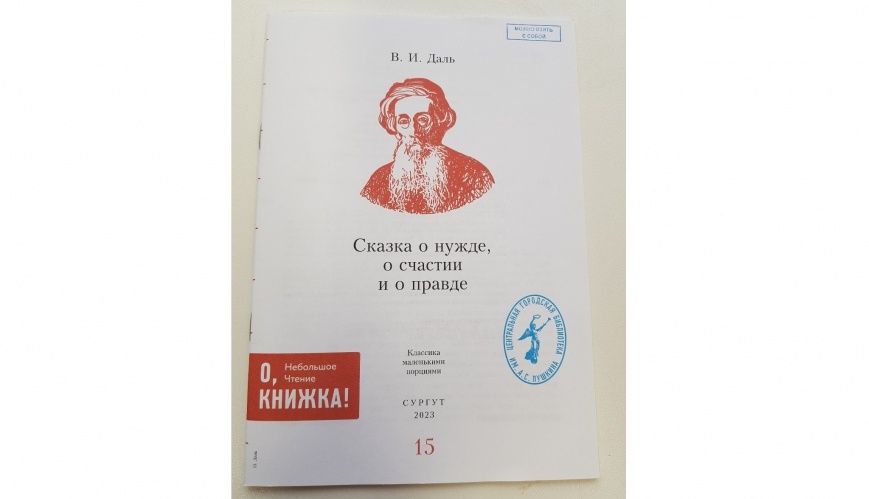 МОЖНО ВЗЯТЬ
С СОБОЙ
В. И. Даль
Сказка о нужде,
о счастии
и о правде
ЦЕНТРАЛЬНАЯ ГОРОДСКАЯ БИБЛИОТЕКА
ИМ. А.С. ПУШКИНА
Классика
маленькими
порциями
О,
КНИЖКА!
Небольшое
Чтение
СУРГУТ
2023
15